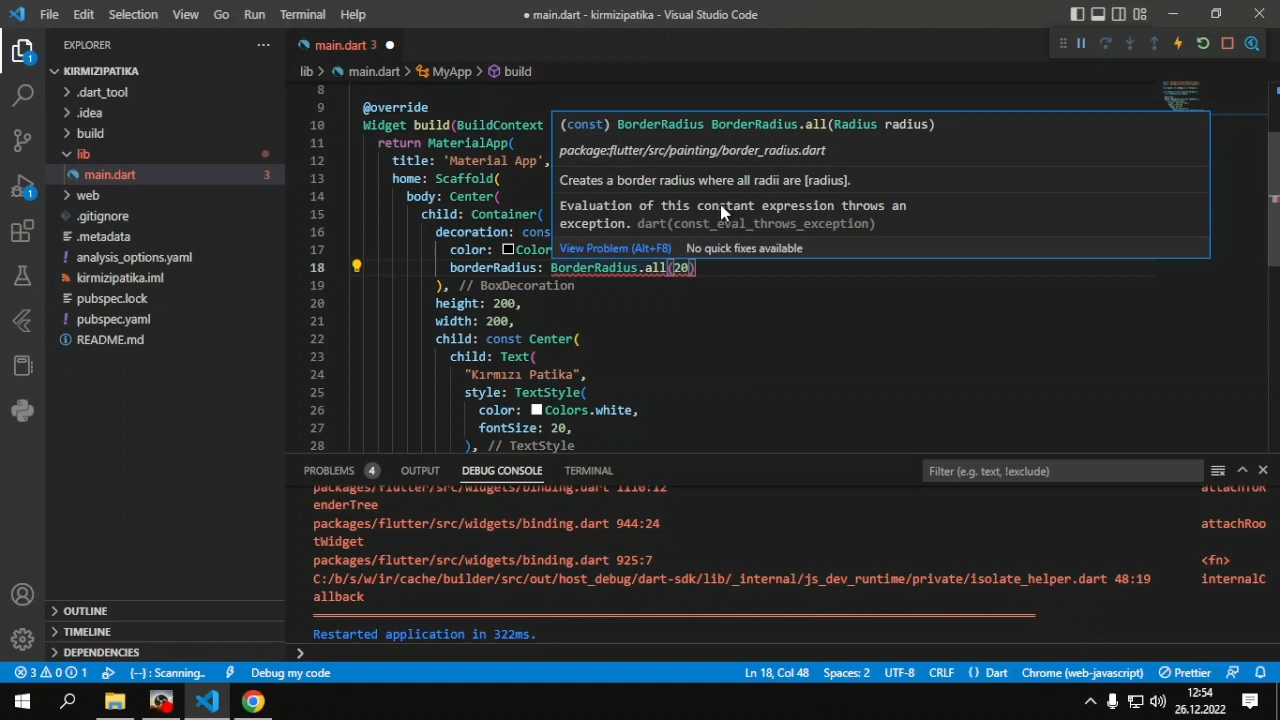 File Edit Selection View Go Run Terminal Help
● main.dart - kirmizipatika - Visual Studio Code
EXPLORER
KIRMIZIPATIKA
.dart_tool
.idea
build
lib
main.dart 3
web
.gitignore
.metadata
analysis_options.yaml
kirmizipatika.iml
pubspec.lock
pubspec.yaml
README.md
OUTLINE
TIMELINE
DEPENDENCIES
1
1
main.dart 3 ●
lib > main.dart > MyApp > build
8
9 @override
10 Widget build(BuildContext
11 return MaterialApp(
12 title: 'Material App',
13 home: Scaffold(
14 body: Center(
15 child: Container(
16 decoration: cons
17 color: Color
18 borderRadius: BorderRadius.all(20)
19 ), // BoxDecoration
20 height: 200,
21 width: 200,
22 child: const Center(
23 child: Text(
24 "Kırmızı Patika",
25 style: TextStyle(
26 color: Colors.white,
27 fontSize: 20,
28 ), // TextStyle
(const) BorderRadius BorderRadius.all(Radius radius)
package:flutter/src/painting/border_radius.dart
Creates a border radius where all radii are [radius].
Evaluation of this constant expression throws an
exception. dart(const_eval_throws_exception)
View Problem (Alt+F8) No quick fixes available
PROBLEMS 4 OUTPUT DEBUG CONSOLE TERMINAL
Filter (e.g. text, !exclude)
packages/flutter/src/widgets/binding.dart 1110:12 attachToR
enderTree
packages/flutter/src/widgets/binding.dart 944:24 attachRoo
tWidget
packages/flutter/src/widgets/binding.dart 925:7 <fn>
C:/b/s/w/ir/cache/builder/src/out/host_debug/dart-sdk/lib/_internal/js_dev_runtime/private/isolate_helper.dart 48:19 internalC
allback
Restarted application in 322ms.
3 0 1 {--} : Scanning.. Debug my code Ln 18, Col 48 Spaces: 2 UTF-8 CRLF {} Dart Chrome (web-javascript) Prettier
12:54
26.12.2022